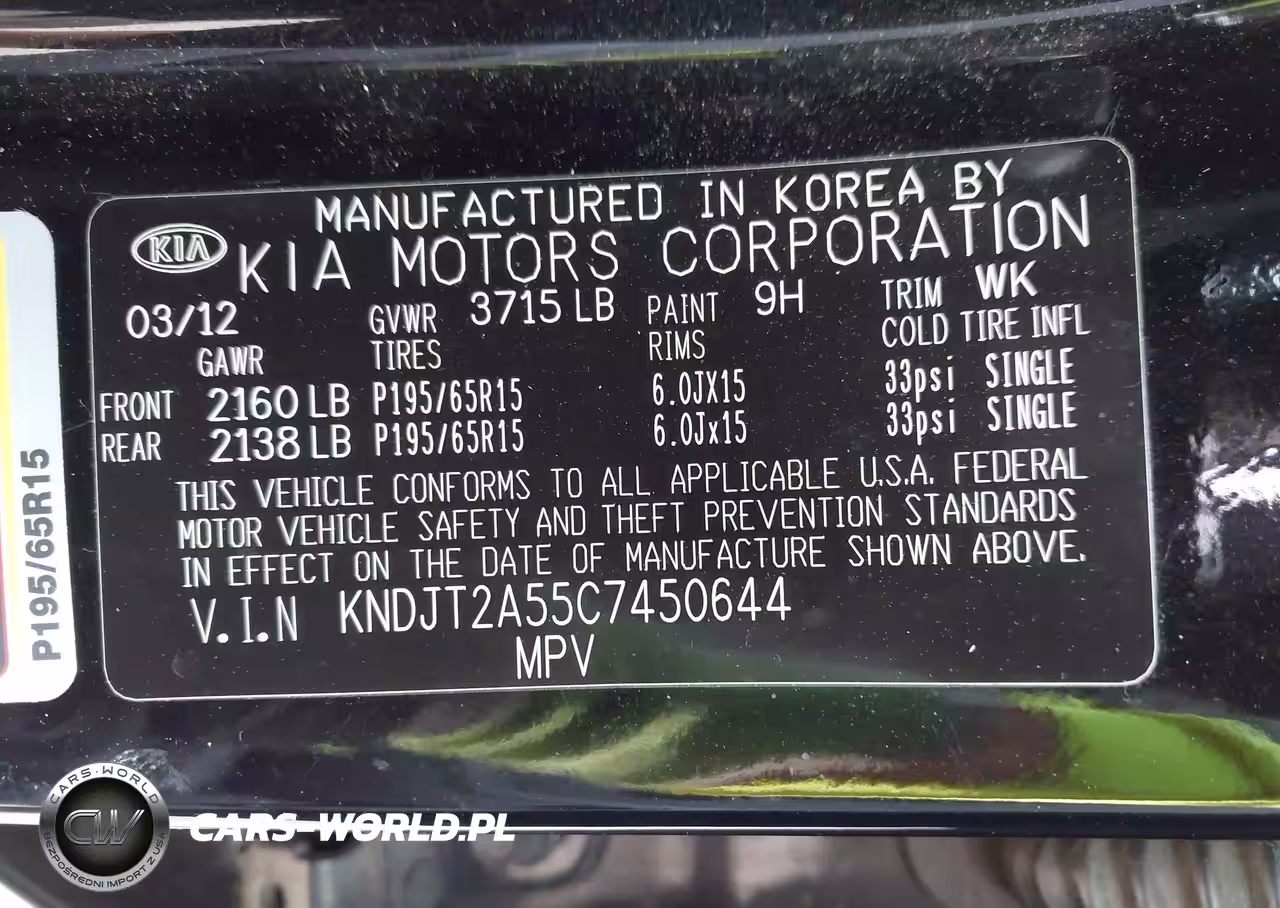 MANUFACTURED IN KOREA BY
KIA KIA MOTORS CORPORATION
03/12 GVWR 3715 LB PAINT 9H TRIM WK
GAWR TIRES RIMS COLD TIRE INFL
FRONT 2160 LB P195/65R15 6.0JX15 33psi SINGLE
REAR 2138 LB P195/65R15 6.0Jx15 33psi SINGLE
THIS VEHICLE CONFORMS TO ALL APPLICABLE U.S.A. FEDERAL
MOTOR VEHICLE SAFETY AND THEFT PREVENTION STANDARDS
IN EFFECT ON THE DATE OF MANUFACTURE SHOWN ABOVE.
V.I.N KNDJT2A55C7450644
MPV
P195/65R15
CARS-WORLD
CW
BEZPOŚREDNI IMPORT Z USA
CARS-WORLD.PL